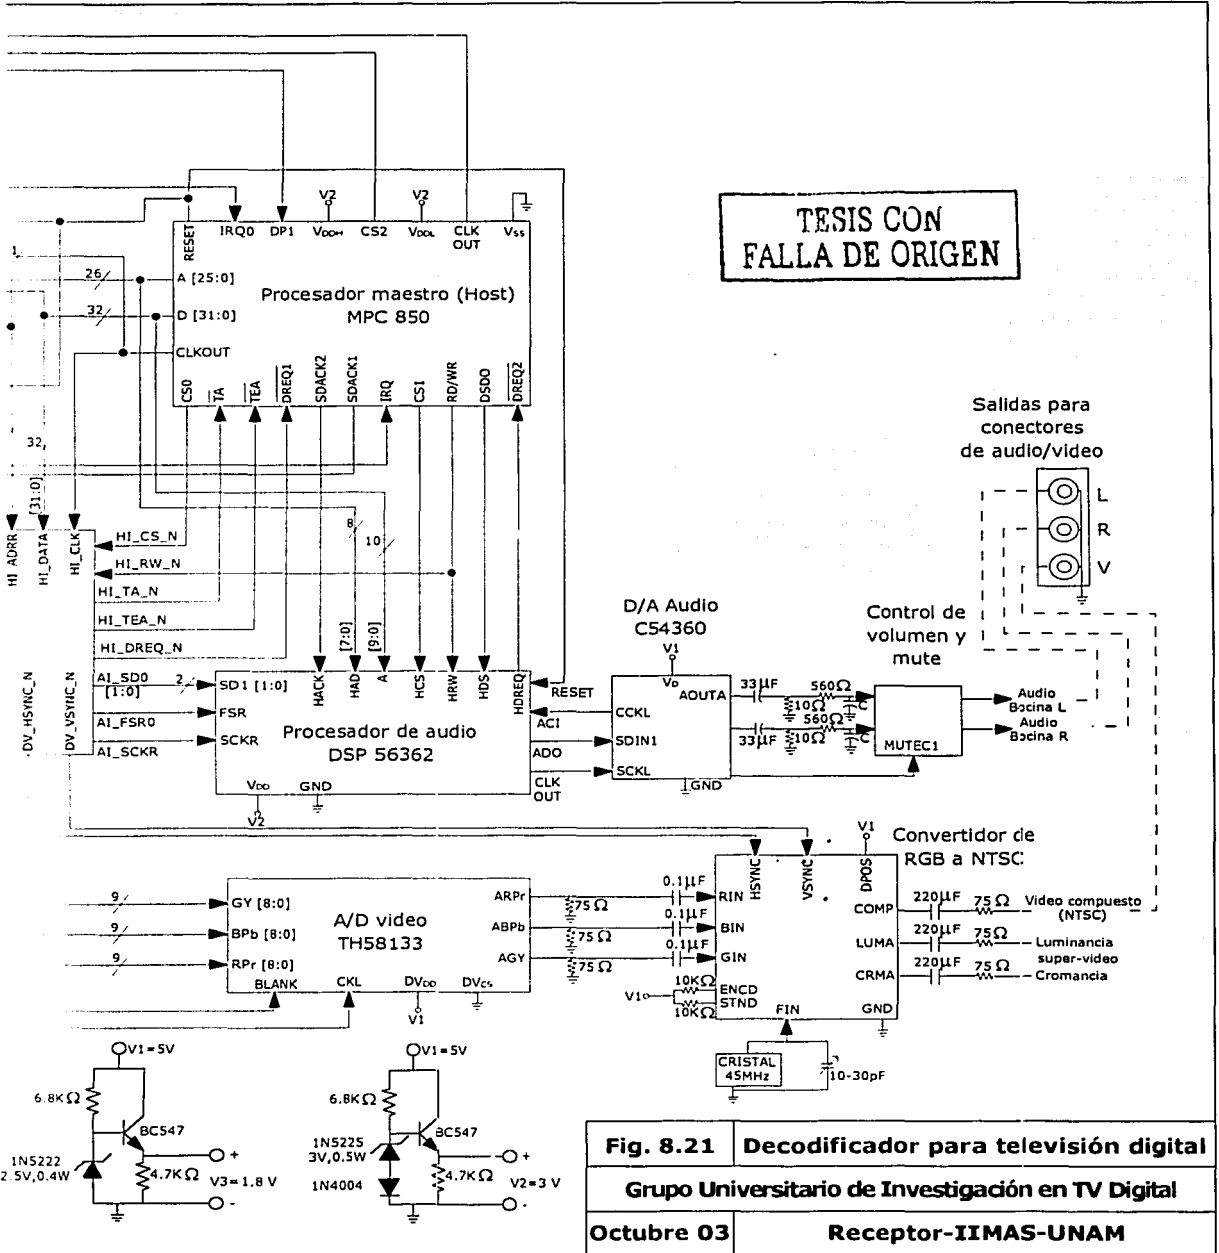 V2
V2
RESET
IRQ0
DP1
VDDH
CS2
VDDL
CLK OUT
Vss
1
26
A [25:0]
32
D [31:0]
CLKOUT
Procesador maestro (Host)
MPC 850
CS0
TA
TEA
DREQ1
SDACK2
SDACK1
IRQ
CS1
RD/WR
DSDO
DREQ2
TESIS CON
FALLA DE ORIGEN
Salidas para
conectores
de audio/video
L
R
V
32
[31:0]
HI ADRR
HI_DATA
HI_CLK
HI_CS_N
HI_RW_N
HI_TA_N
HI_TEA_N
HI_DREQ_N
8
10
[7:0]
[9:0]
DV_HSYNC_N
DV_VSYNC_N
AI_SD0
[1:0]
2
AI_FSR0
AI_SCKR
SD1 [1:0]
FSR
SCKR
HACK
HAD
A
HCS
HRW
HDS
HDREQ
Procesador de audio
DSP 56362
VDD
GND
V2
RESET
ACI
ADO
CLK
OUT
D/A Audio
C54360
V1
VD
AOUTA
CCKL
SDIN1
SCKL
GND
33µF
560Ω
10Ω
C
33µF
560Ω
10Ω
C
Control de
volumen y
mute
MUTEC1
Audio
Bocina L
Audio
Bocina R
9
GY [8:0]
9
BPb [8:0]
9
RPr [8:0]
A/D video
TH58133
ARPr
ABPb
AGY
BLANK
CKL
DVDD
DVcs
V1
75Ω
75Ω
75Ω
0.1µF
0.1µF
0.1µF
V1
10KΩ
10KΩ
HSYNC
VSYNC
DPOS
V1
Convertidor de
RGB a NTSC
RIN
BIN
GIN
ENCD
STND
FIN
COMP
LUMA
CRMA
GND
220µF
75Ω
Video compuesto
(NTSC)
220µF
75Ω
Luminancia
super-video
220µF
75Ω
Cromancia
CRISTAL
45MHz
10-30pF
V1=5V
6.8KΩ
BC547
1N5222
2.5V,0.4W
4.7KΩ
+
V3=1.8 V
-
V1=5V
6.8KΩ
BC547
1N5225
3V,0.5W
1N4004
4.7KΩ
+
V2=3 V
-
Fig. 8.21
Decodificador para televisión digital
Grupo Universitario de Investigación en TV Digital
Octubre 03
Receptor-IIMAS-UNAM